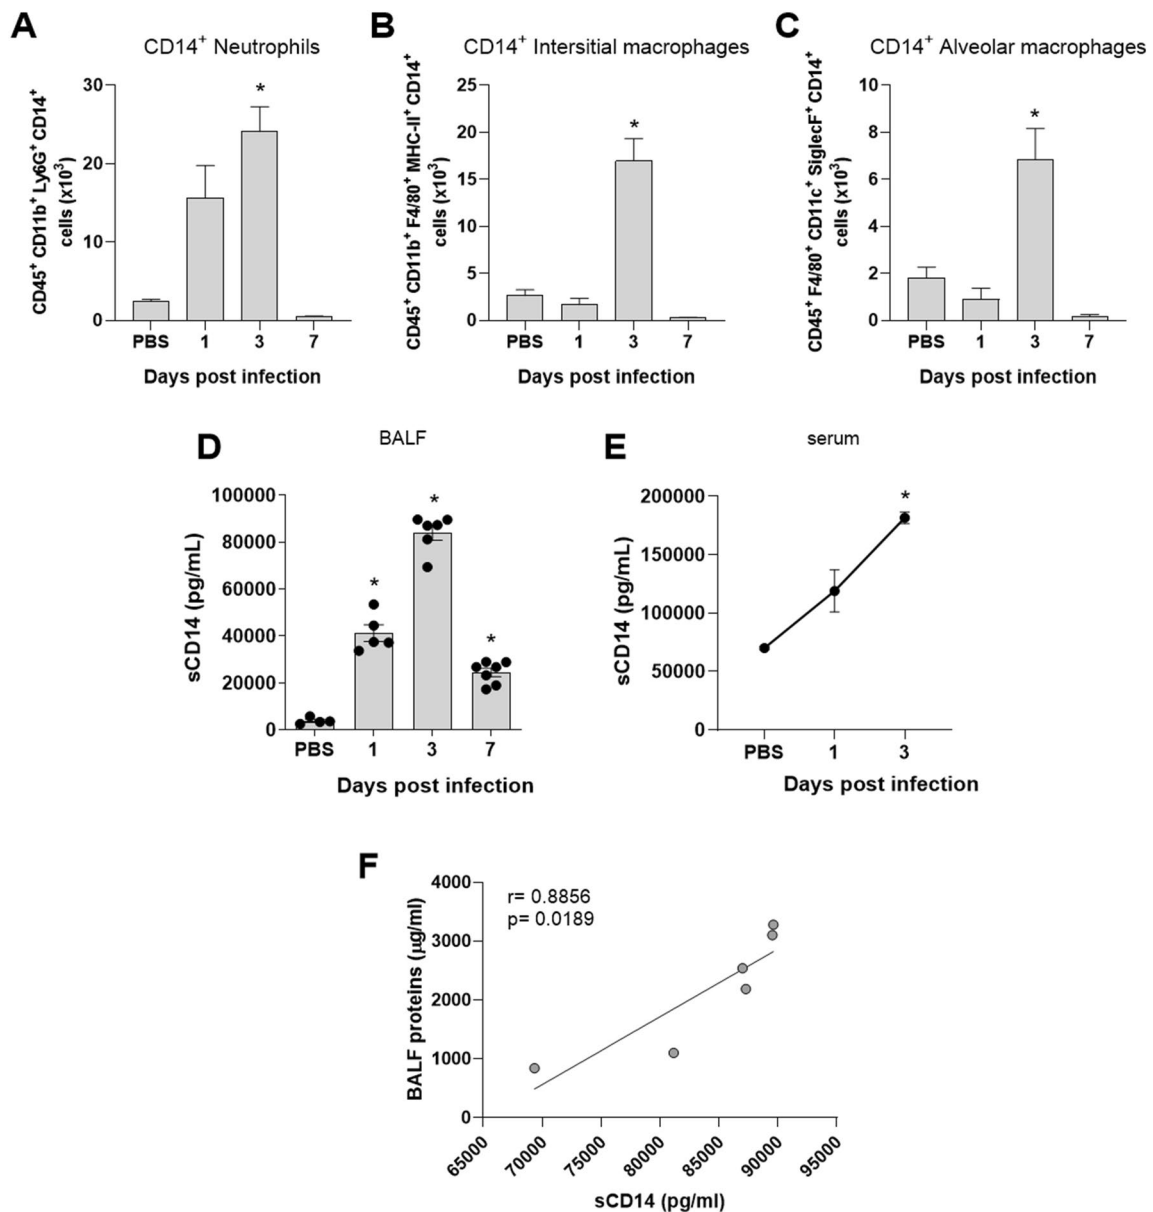 A
CD14+ Neutrophils
CD45+ CD11b+ Ly6G+ CD14+
cells (x103)
30
20
10
0
PBS 1 3 7
*
Days post infection
B
CD14+ Intersitial macrophages
CD45+ CD11b+ F4/80+ MHC-II+ CD14+
cells (x103)
25
20
15
10
5
0
PBS 1 3 7
*
Days post infection
C
CD14+ Alveolar macrophages
CD45+ F4/80+ CD11c+ SiglecF+ CD14+
cells (x103)
10
8
6
4
2
0
PBS 1 3 7
*
Days post infection
D
BALF
sCD14 (pg/mL)
100000
80000
60000
40000
20000
0
PBS 1 3 7
* * *
Days post infection
E
serum
sCD14 (pg/mL)
200000
150000
100000
50000
0
PBS 1 3
*
Days post infection
F
BALF proteins (µg/ml)
4000
3000
2000
1000
0
r= 0.8856
p= 0.0189
65000 70000 75000 80000 85000 90000 95000
sCD14 (pg/ml)